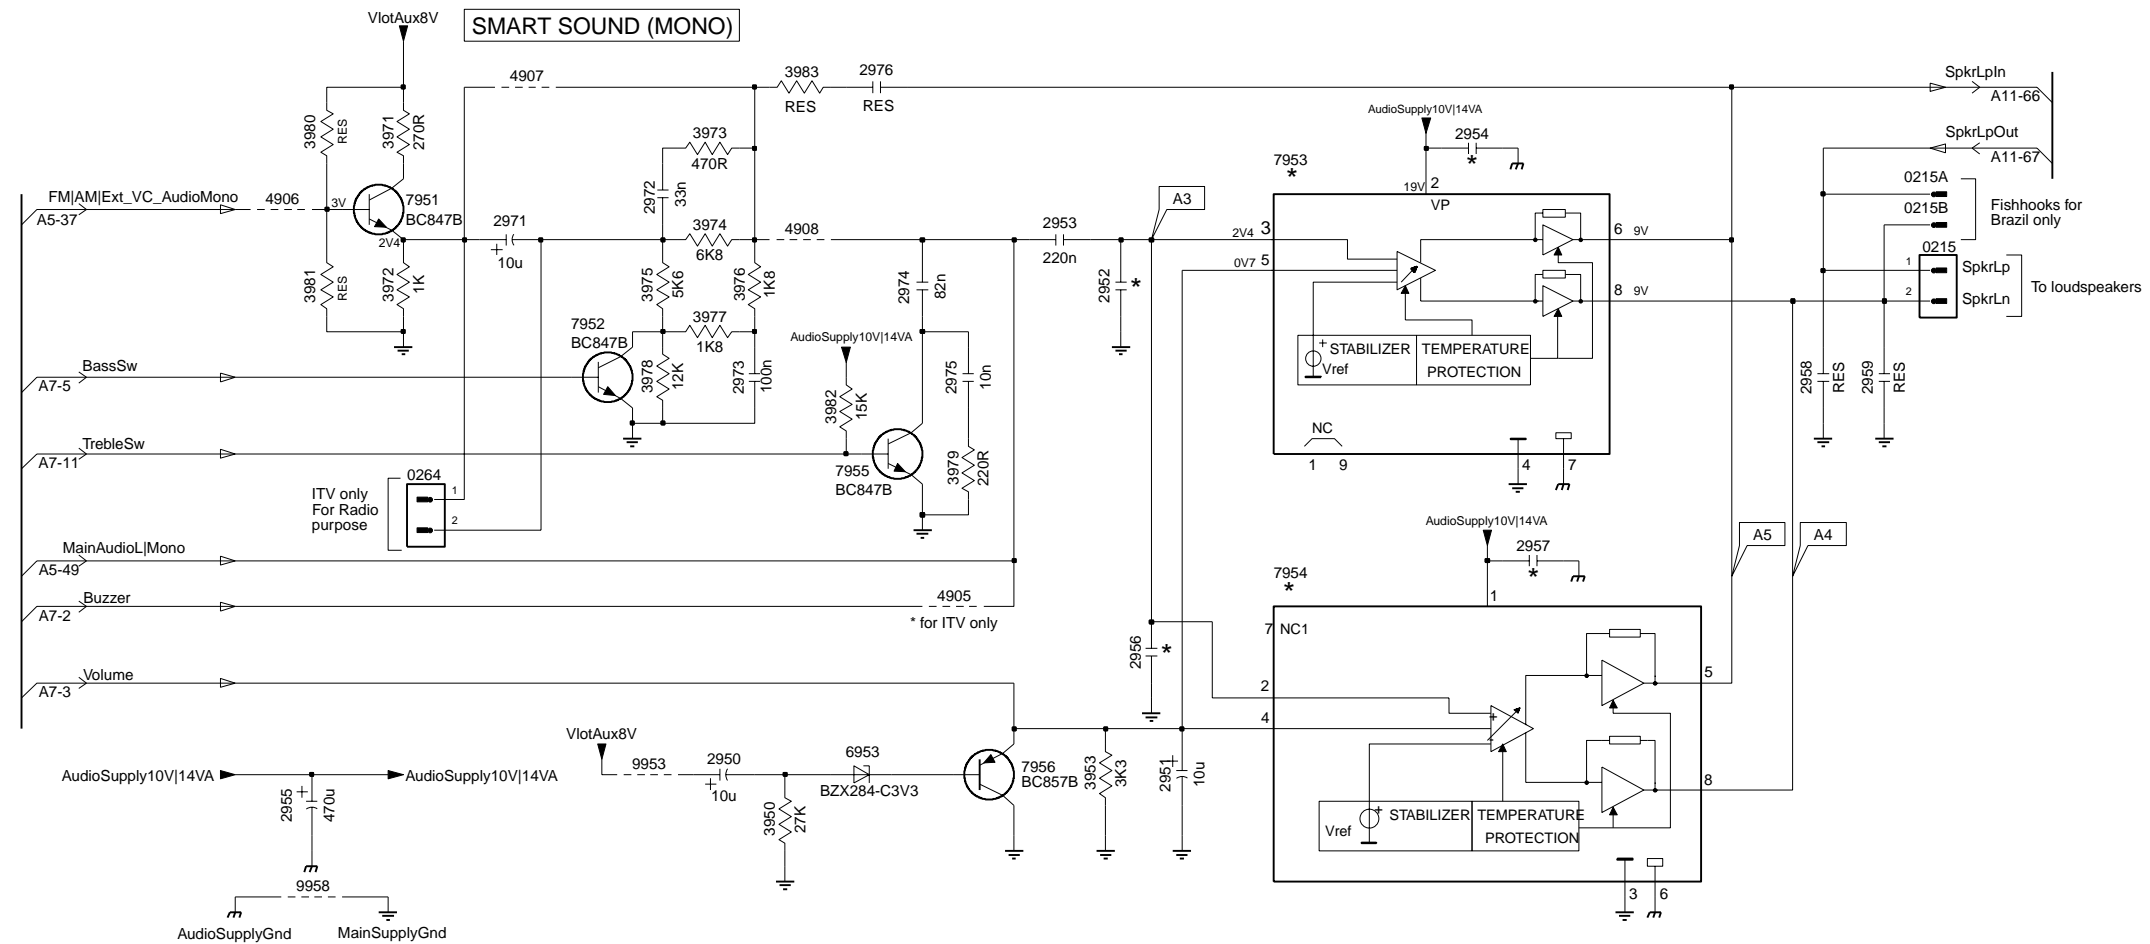 VlotAux8V
SMART SOUND (MONO)
4907
3983
RES
2976
RES
SpkrLpIn
A11-66
3980
RES
3971
270R
3973
470R
AudioSupply10V|14VA
2954
*
SpkrLpOut
A11-67
FM|AM|Ext_VC_AudioMono
A5-37
4906
3V
7951
BC847B
2V4
2972
33n
7953
*
19V
2
VP
A3
0215A
0215B
Fishhooks for
Brazil only
2971
+
10u
3974
6K8
4908
2953
220n
2V4
3
0V7
5
6
9V
8
9V
0215
1
SpkrLp
2
SpkrLn
To loudspeakers
3981
RES
3972
1K
3975
5K6
3976
1K8
2974
82n
2952
*
7952
BC847B
3977
1K8
AudioSupply10V|14VA
+
STABILIZER
Vref
TEMPERATURE
PROTECTION
BassSw
A7-5
3978
12K
2973
100n
3982
15K
2975
10n
2958
RES
2959
RES
TrebleSw
A7-11
NC
1
9
4
7
7955
BC847B
3979
220R
ITV only
For Radio
purpose
0264
1
2
AudioSupply10V|14VA
2957
*
A5
A4
MainAudioL|Mono
A5-49
7954
*
1
Buzzer
A7-2
4905
* for ITV only
2956
*
7
NC1
Volume
A7-3
2
4
+
-
5
8
VlotAux8V
9953
2950
+
10u
6953
BZX284-C3V3
7956
BC857B
3953
3K3
2951
+
10u
AudioSupply10V|14VA
AudioSupply10V|14VA
2955
+
470u
3950
27K
+
STABILIZER
Vref
TEMPERATURE
PROTECTION
3
6
9958
AudioSupplyGnd
MainSupplyGnd